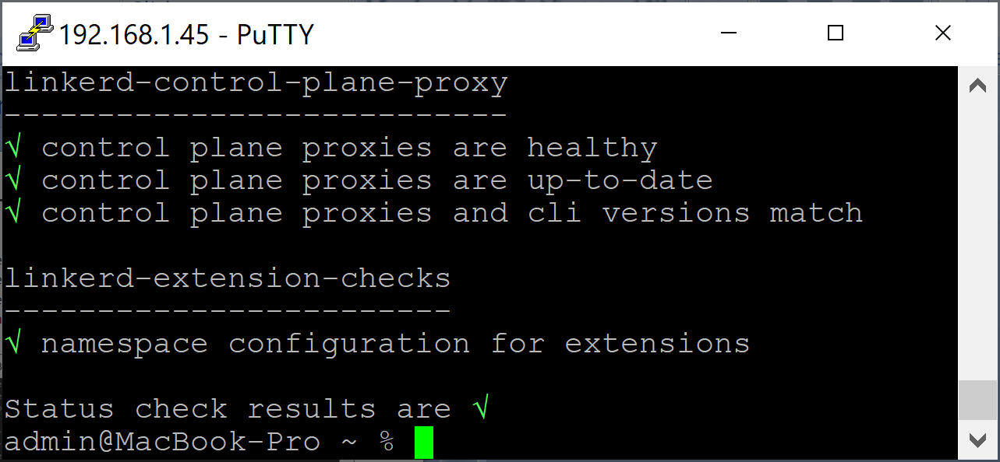 192.168.1.45 - PuTTY
linkerd-control-plane-proxy
---------------------------
√ control plane proxies are healthy
√ control plane proxies are up-to-date
√ control plane proxies and cli versions match
linkerd-extension-checks
------------------------
√ namespace configuration for extensions
Status check results are √
admin@MacBook-Pro ~ %